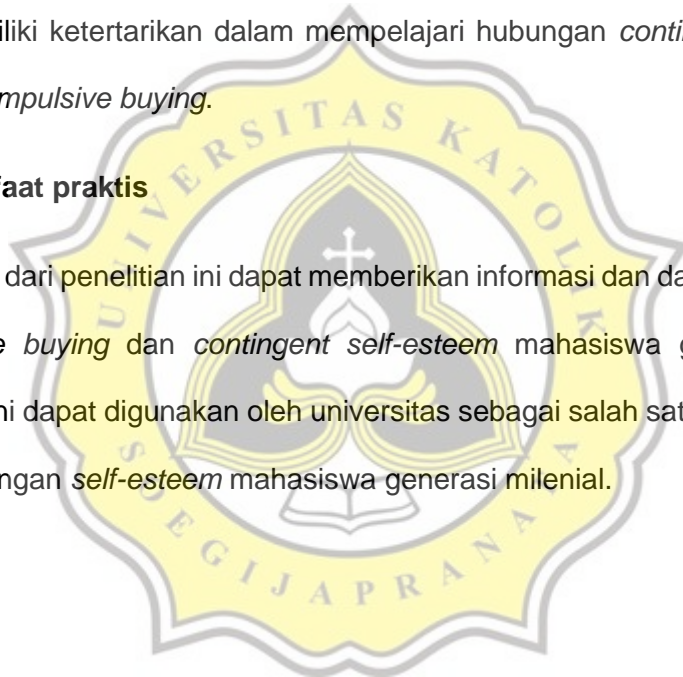 iliki ketertarikan dalam mempelajari hubungan conti
mpulsive buying.
faat praktis
dari penelitian ini dapat memberikan informasi dan da
e buying dan contingent self-esteem mahasiswa g
ni dapat digunakan oleh universitas sebagai salah sat
ngan self-esteem mahasiswa generasi milenial.
UNIVERSITAS KATOLIK
SOEGIJAPRANATA